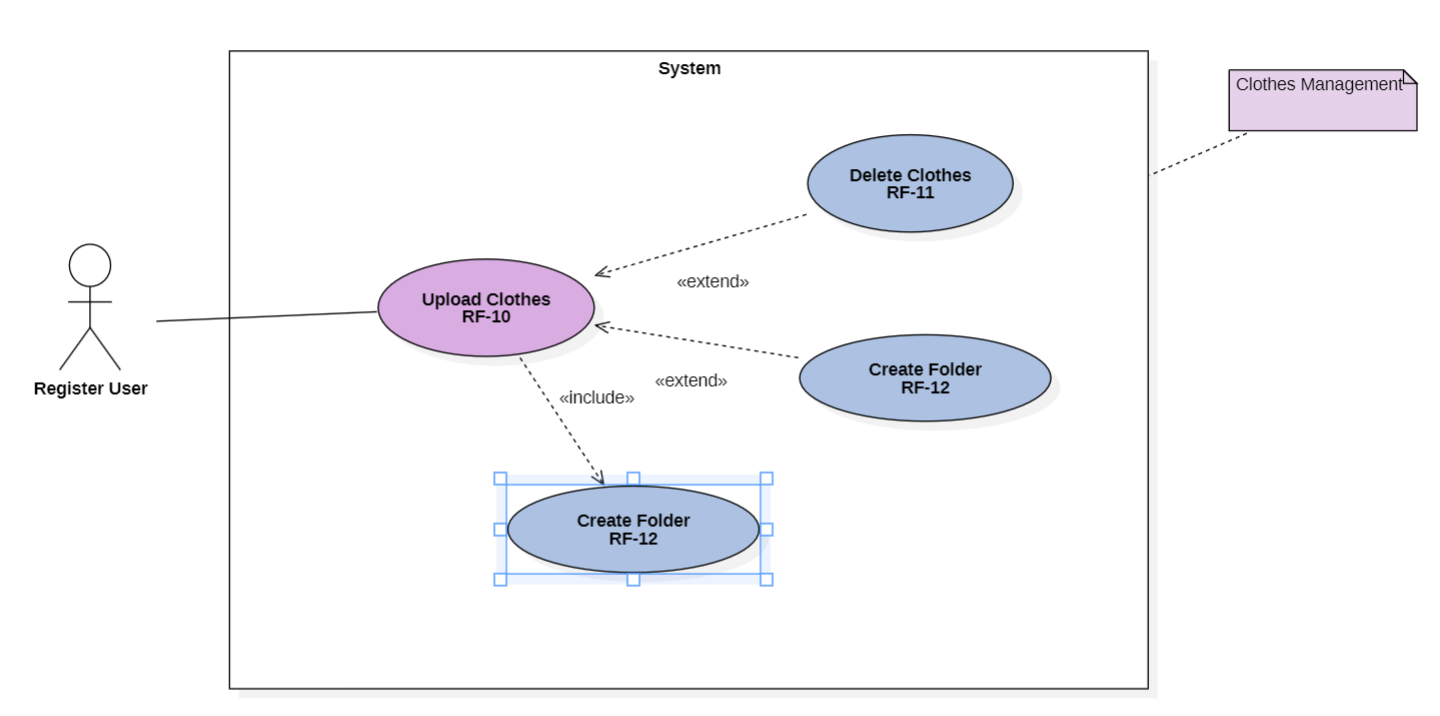 System
Clothes Management
Delete Clothes
RF-11
«extend»
Upload Clothes
RF-10
Create Folder
RF-12
«extend»
«include»
Register User
Create Folder
RF-12